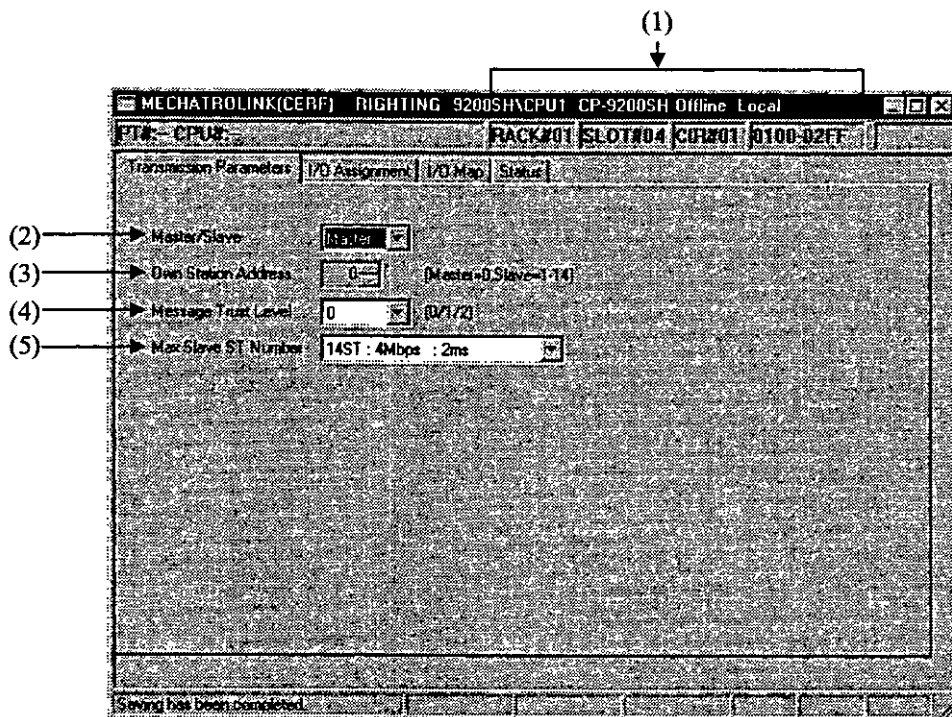 (1)
MECHATROLINK(CERF) RIGHTING 9200SH\CPU1 CP-9200SH Offline Local
PT#:- CPU#:- RACK#01 SLOT#04 CIR#01 0100-02FF
Transmission Parameters I/O Assignment I/O Map Status
(2) Master/Slave Master
(3) Own Station Address 0 (Master=0,Slave=1-14)
(4) Message Trust Level 0 (0/1/2)
(5) Max Slave ST Number 14ST : 4Mbps : 2ms
Saving has been completed.